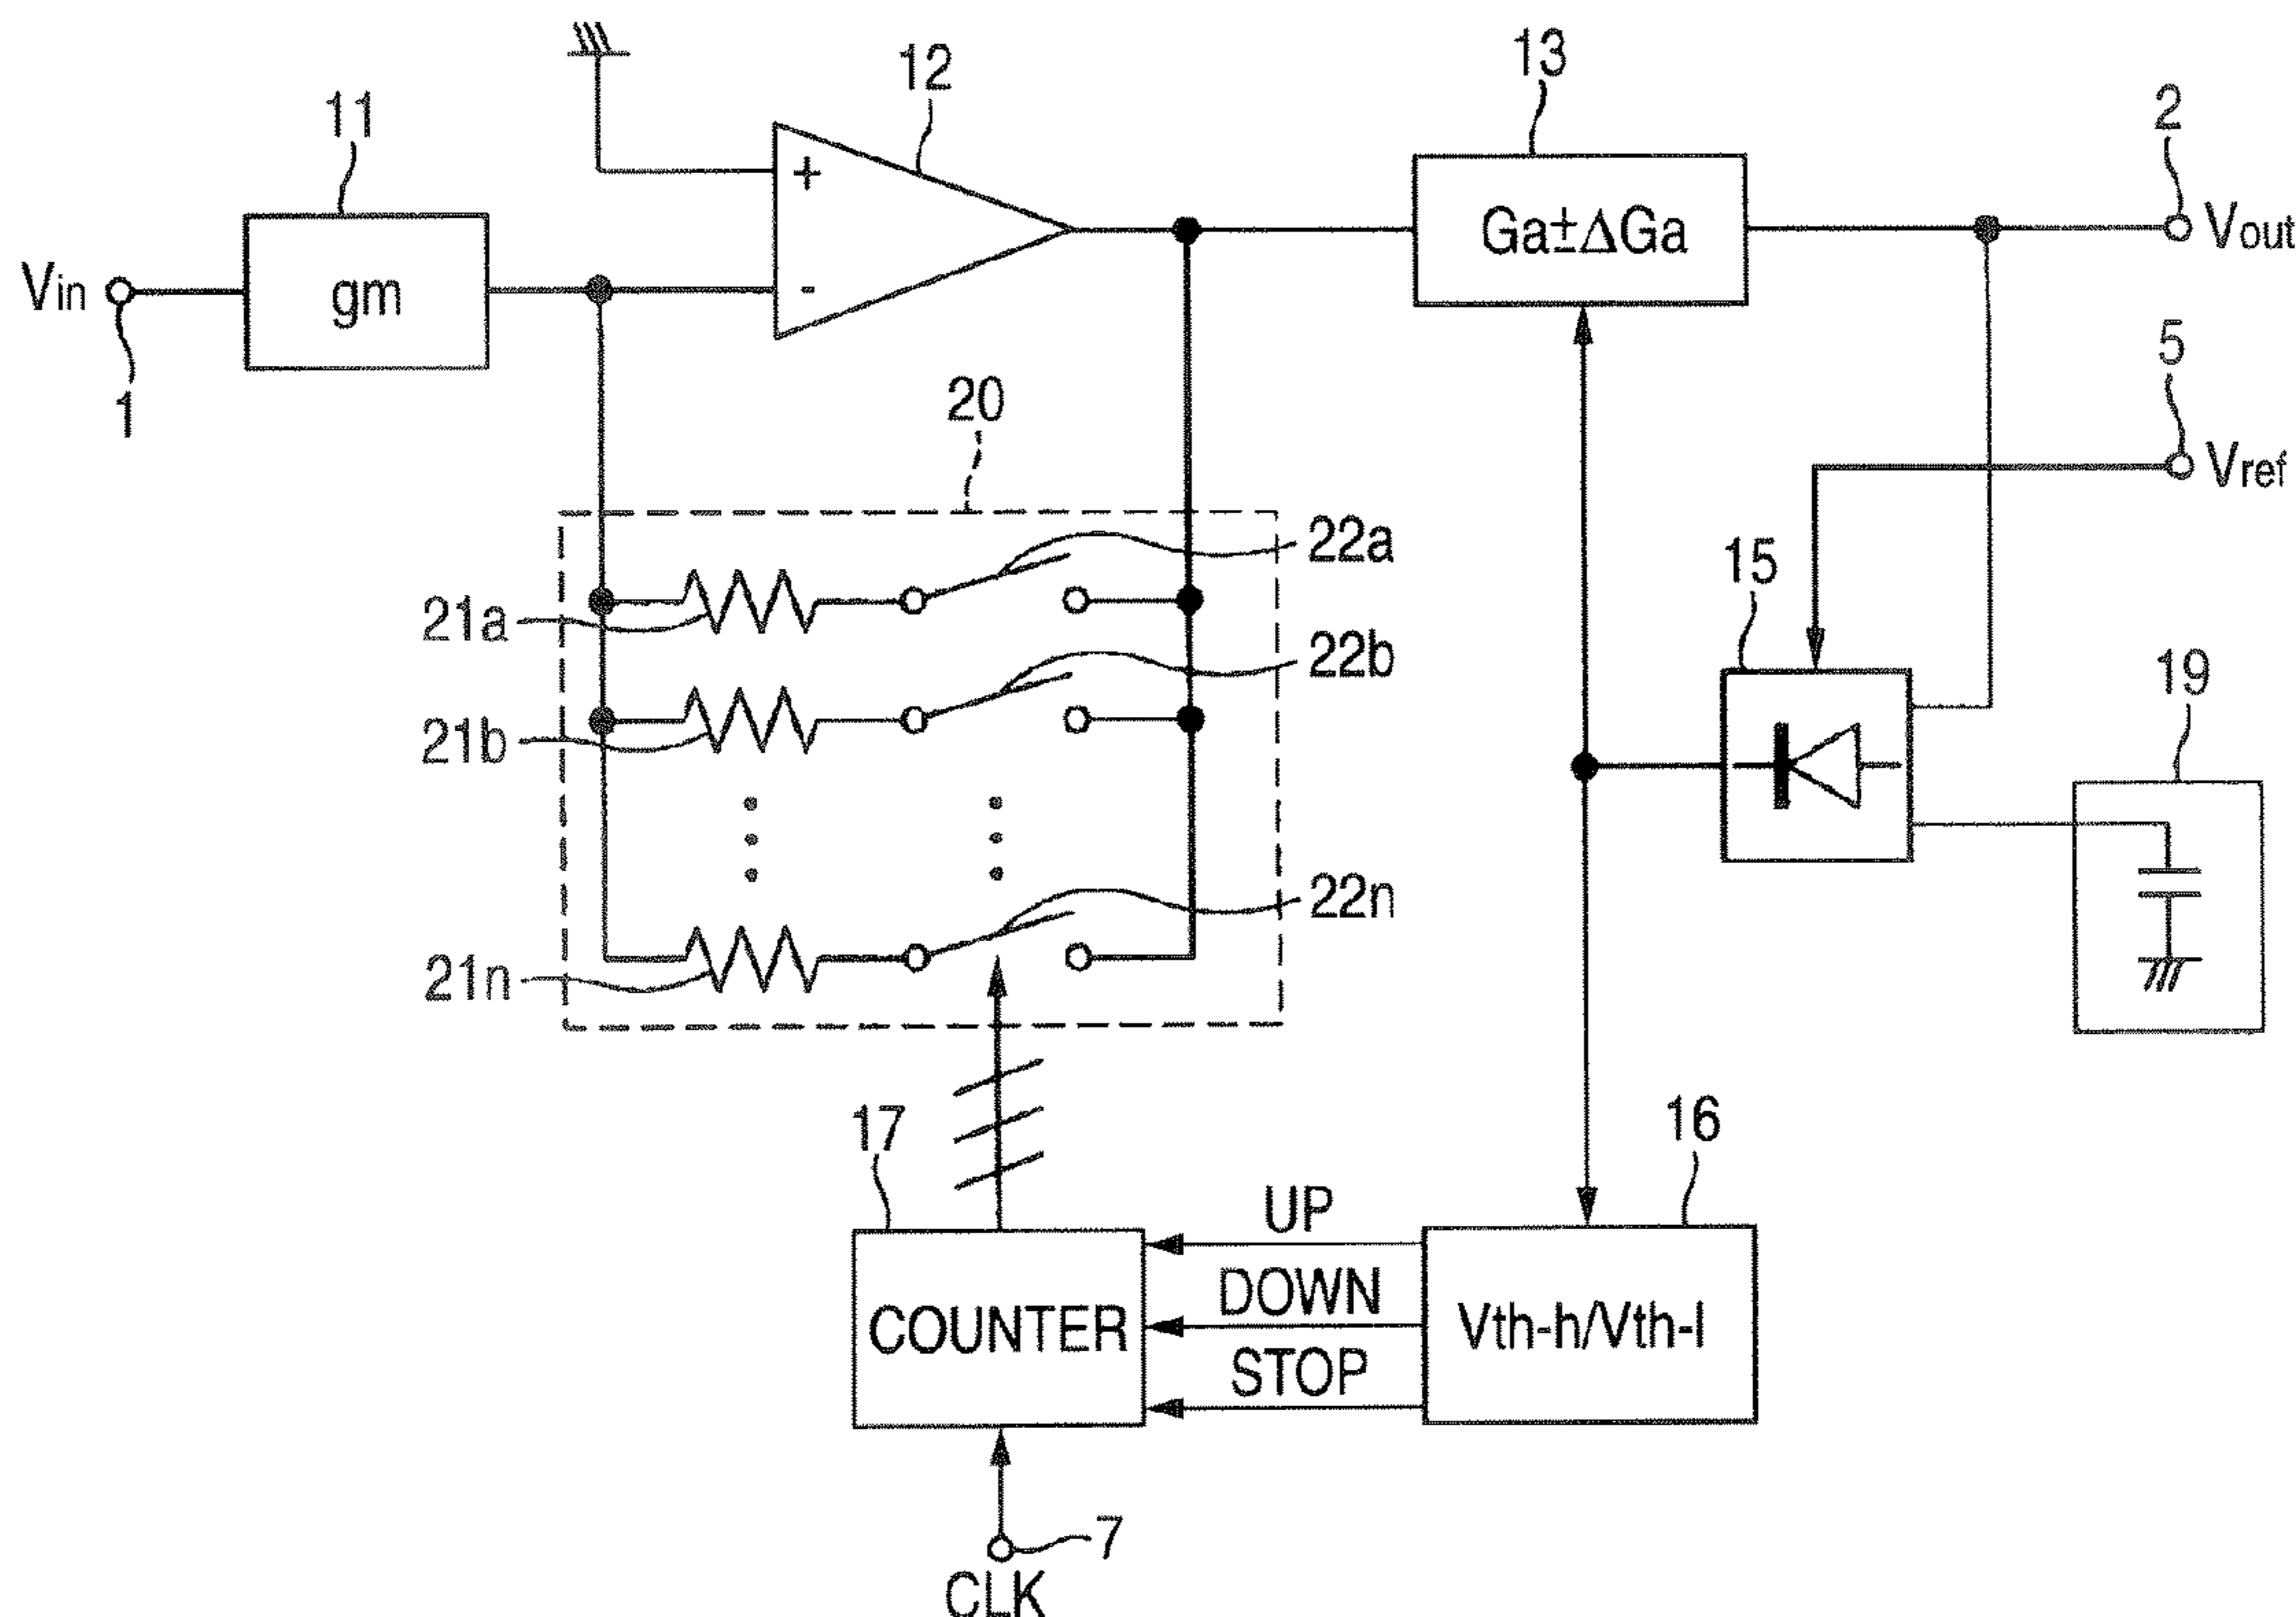 12
13
11
2
+
Ga±ΔGa
Vout
Vin
gm
-
1
5
20
Vref
22a
15
21a
22b
19
21b
22n
21n
17
16
UP
DOWN
COUNTER
Vth-h/Vth-l
STOP
7
CLK